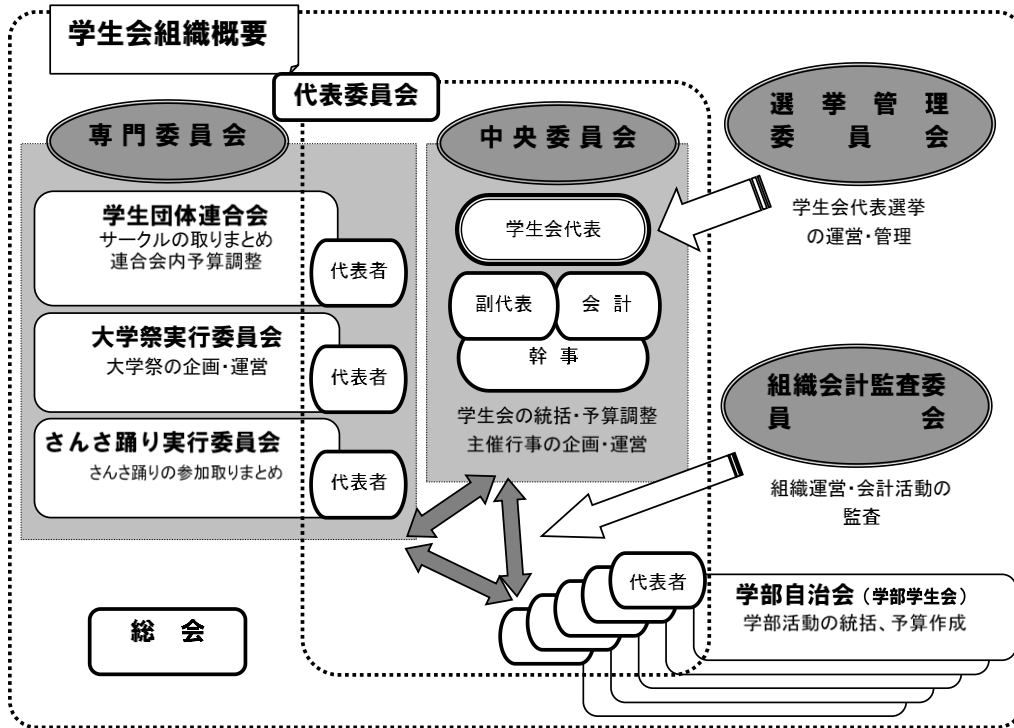 学生会組織概要
代表委員会
専門委員会
学生団体連合会
サークルの取りまとめ
連合会内予算調整
代表者
大学祭実行委員会
大学祭の企画・運営
代表者
さんさ踊り実行委員会
さんさ踊りの参加取りまとめ
代表者
中央委員会
学生会代表
副代表
会計
幹事
学生会の統括・予算調整
主催行事の企画・運営
選挙管理
委員会
学生会代表選挙
の運営・管理
組織会計監査委
員会
組織運営・会計活動の
監査
代表者
学部自治会（学部学生会）
学部活動の統括、予算作成
総会